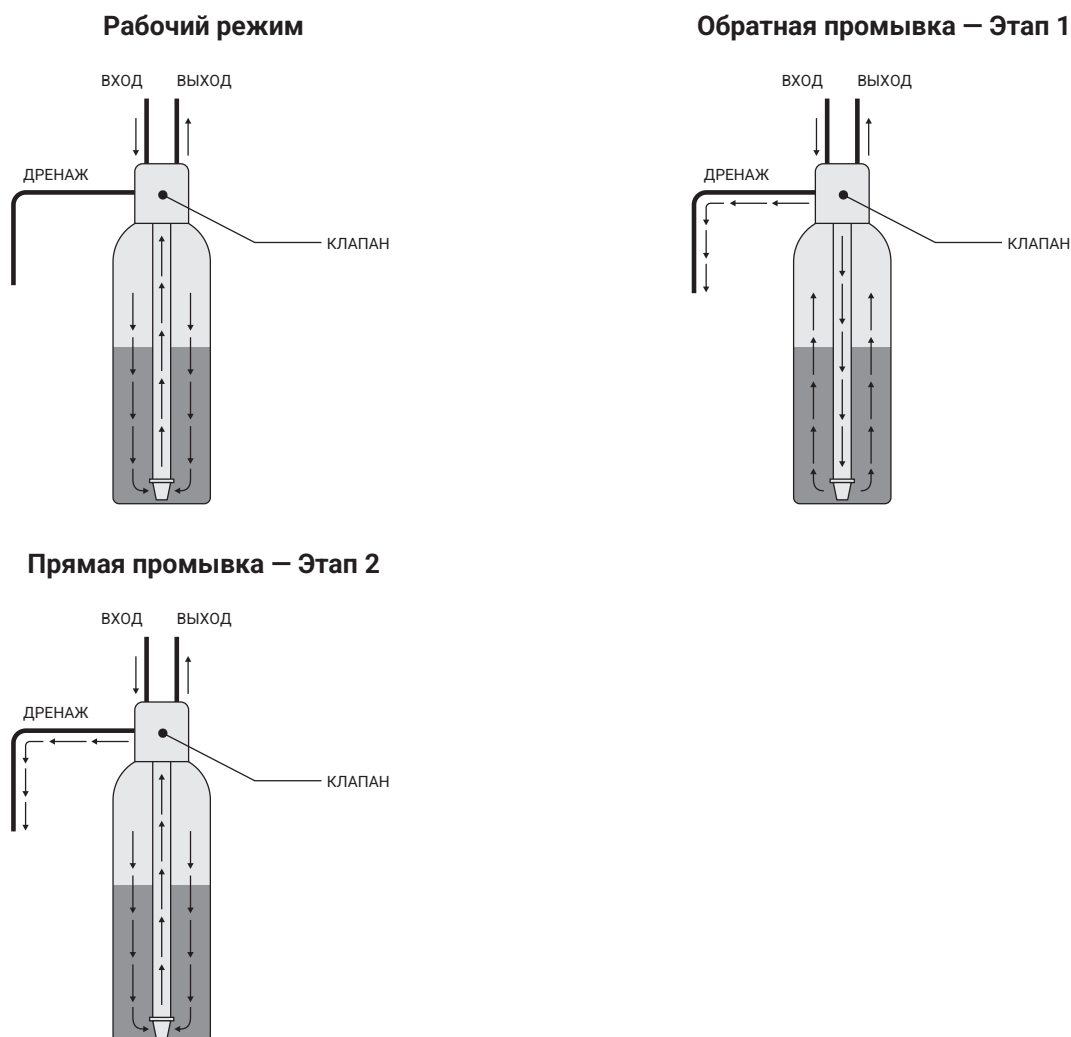 Рабочий режим
ВХОД ВЫХОД
ДРЕНАЖ
КЛАПАН
Обратная промывка — Этап 1
ВХОД ВЫХОД
ДРЕНАЖ
КЛАПАН
Прямая промывка — Этап 2
ВХОД ВЫХОД
ДРЕНАЖ
КЛАПАН